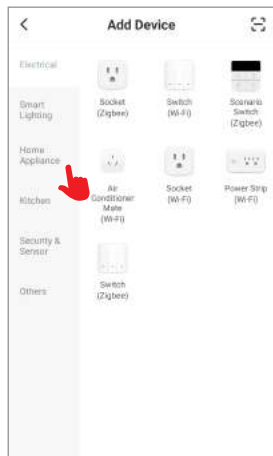 Add Device
Electrical
Smart
Lighting
Home
Appliance
Kitchen
Security &
Sensor
Others
Socket
(Zigbee)
Switch
(Wi-Fi)
Scenario
Switch
(Zigbee)
Air
Conditioner
Mate
(Wi-Fi)
Socket
(Wi-Fi)
Power Strip
(Wi-Fi)
Switch
(Zigbee)